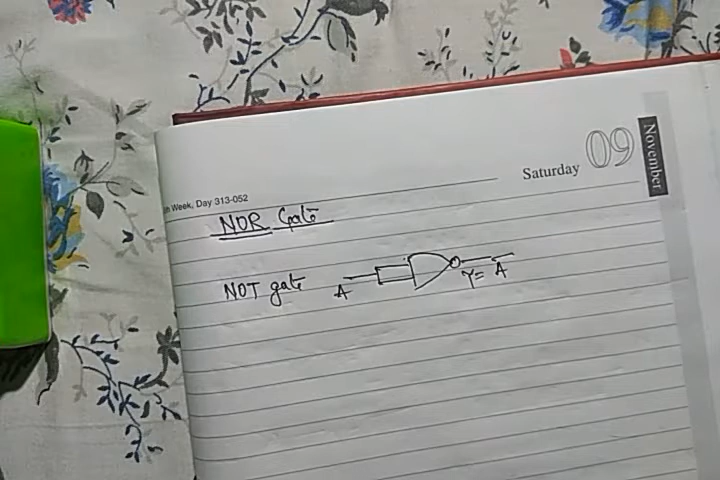 09
November
Saturday
Week, Day 313-052
NOR Gate
NOT gate
A
Y= A̅